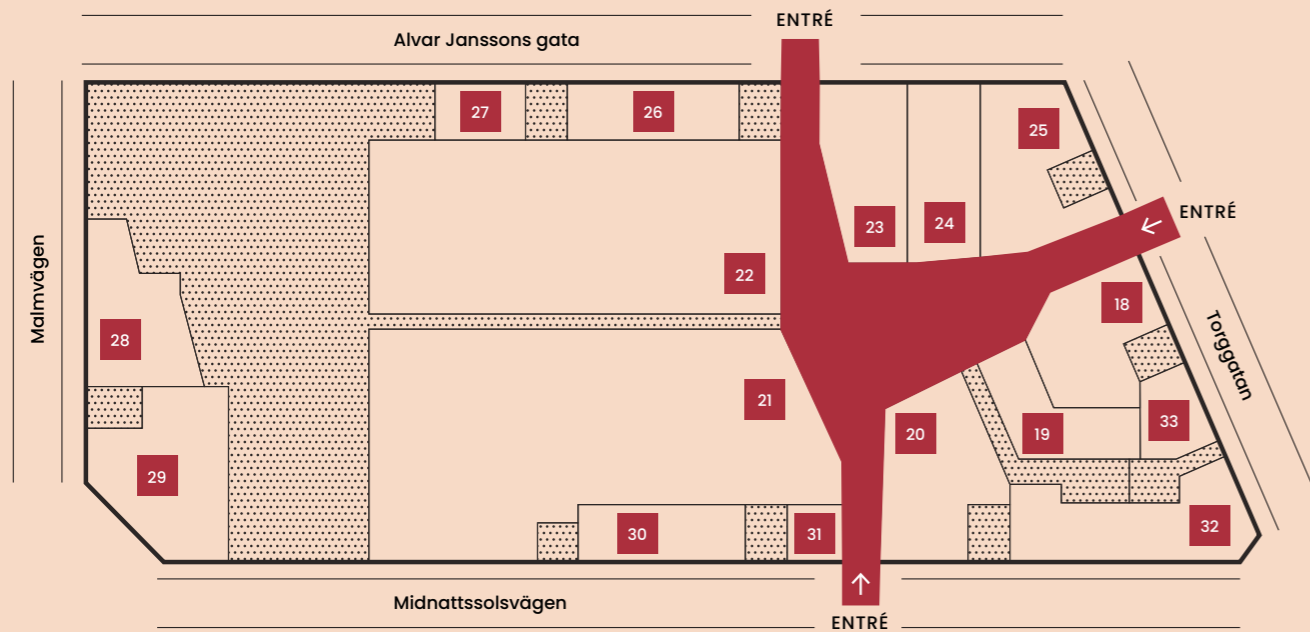 ENTRÉ
Alvar Janssons gata
27
26
25
23
24
ENTRÉ
22
18
Malmvägen
28
Torggatan
21
20
19
33
29
30
31
32
Midnattssolsvägen
ENTRÉ